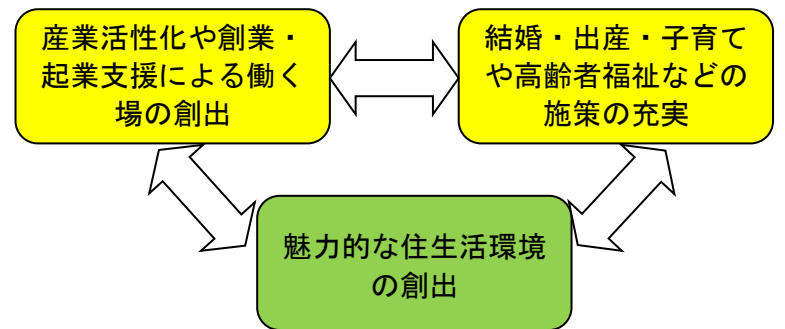 産業活性化や創業・
起業支援による働く
場の創出
結婚・出産・子育て
や高齢者福祉などの
施策の充実
魅力的な住生活環境
の創出